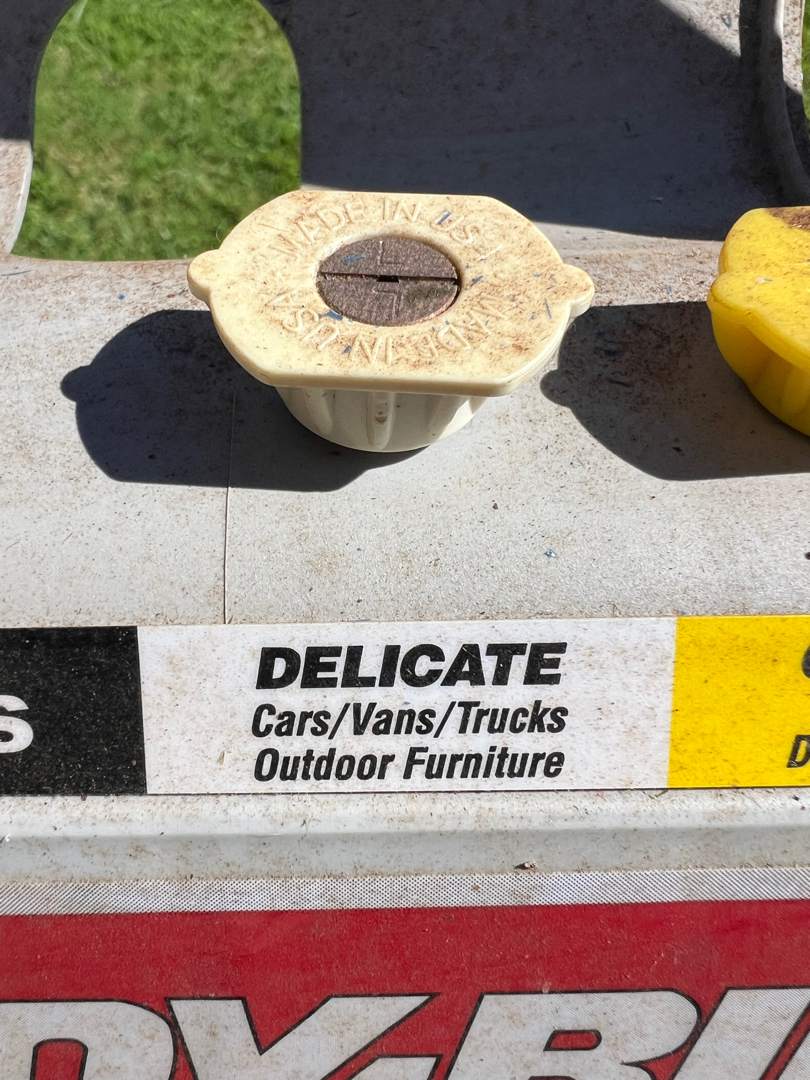 MADE IN USA
MADE IN USA
S
DELICATE
Cars/Vans/Trucks
Outdoor Furniture
D